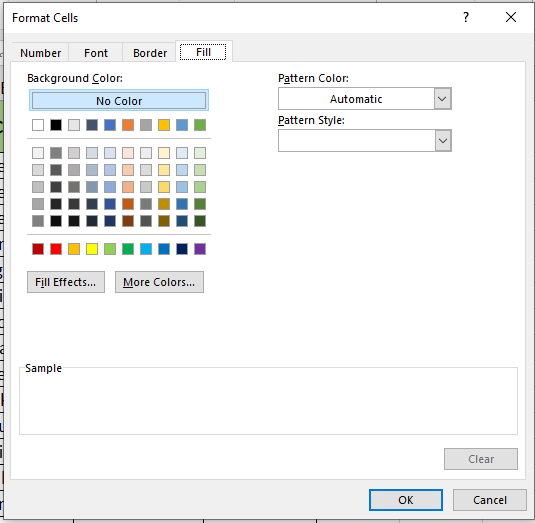 Format Cells
?
Number Font Border Fill
Background Color:
No Color
Fill Effects...
More Colors...
Pattern Color:
Automatic
Pattern Style:
Sample
Clear
OK
Cancel